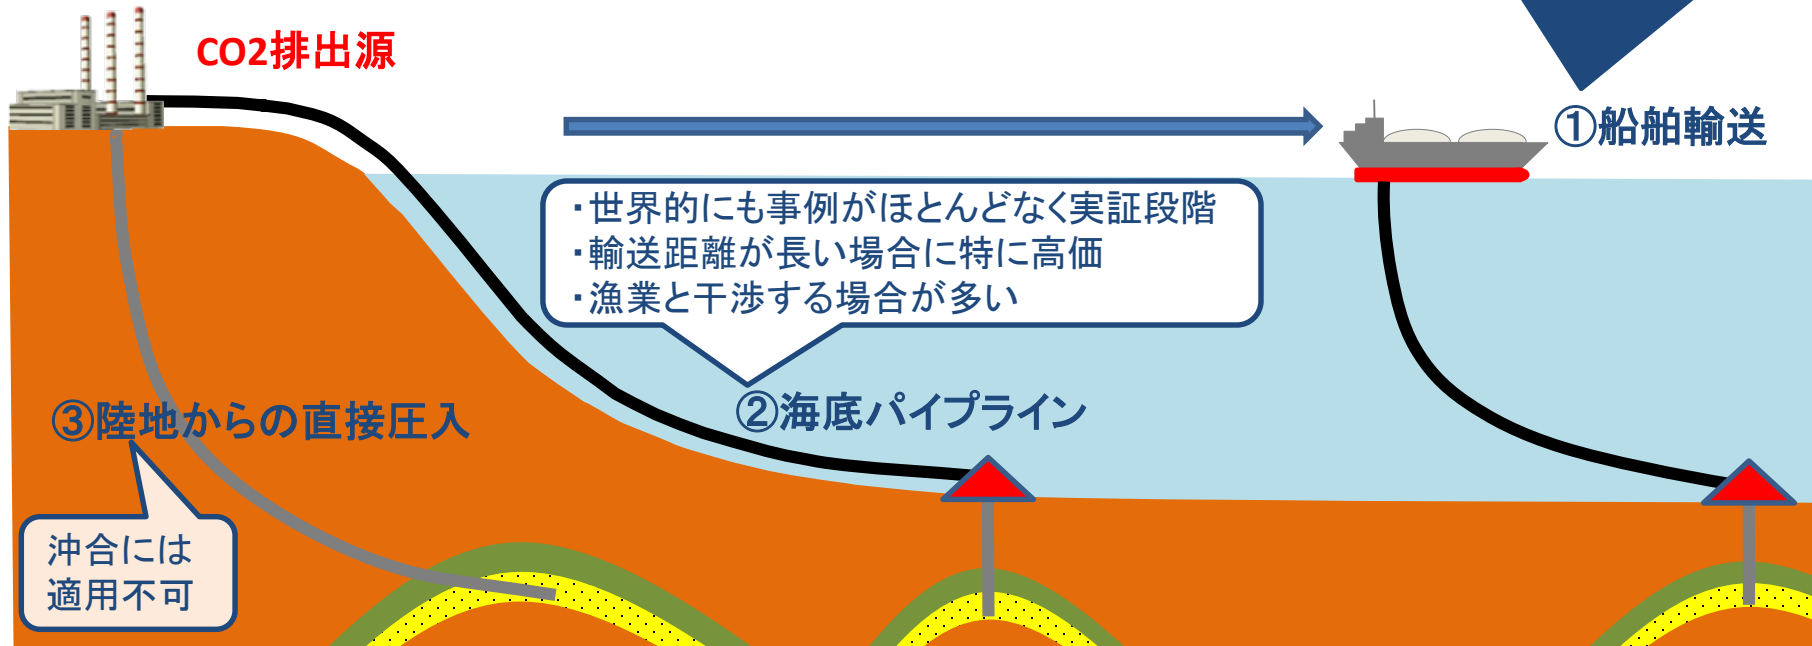 CO2排出源
①船舶輸送
・世界的にも事例がほとんどなく実証段階
・輸送距離が長い場合に特に高価
・漁業と干渉する場合が多い
②海底パイプライン
③陸地からの直接圧入
沖合には
適用不可